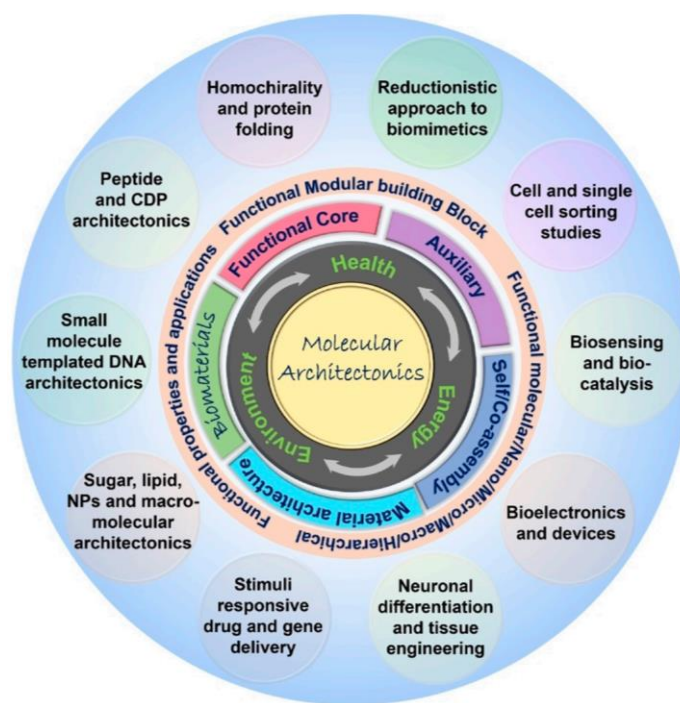 Homochirality
and protein
folding
Reductionistic
approach to
biomimetics
Cell and single
cell sorting
studies
Biosensing
and bio-
catalysis
Bioelectronics
and devices
Neuronal
differentiation
and tissue
engineering
Stimuli
responsive
drug and gene
delivery
Sugar, lipid,
NPs and macro-
molecular
architectonics
Small
molecule
templated DNA
architectonics
Peptide
and CDP
architectonics
Functional Modular building Block
Functional molecular/Nano/Micro/Macro/Hierarchical
Functional properties and applications
Functional Core
Auxiliary
Self/Co-assembly
Material architecture
Biomaterials
Health
Energy
Environment
Molecular
Architectonics